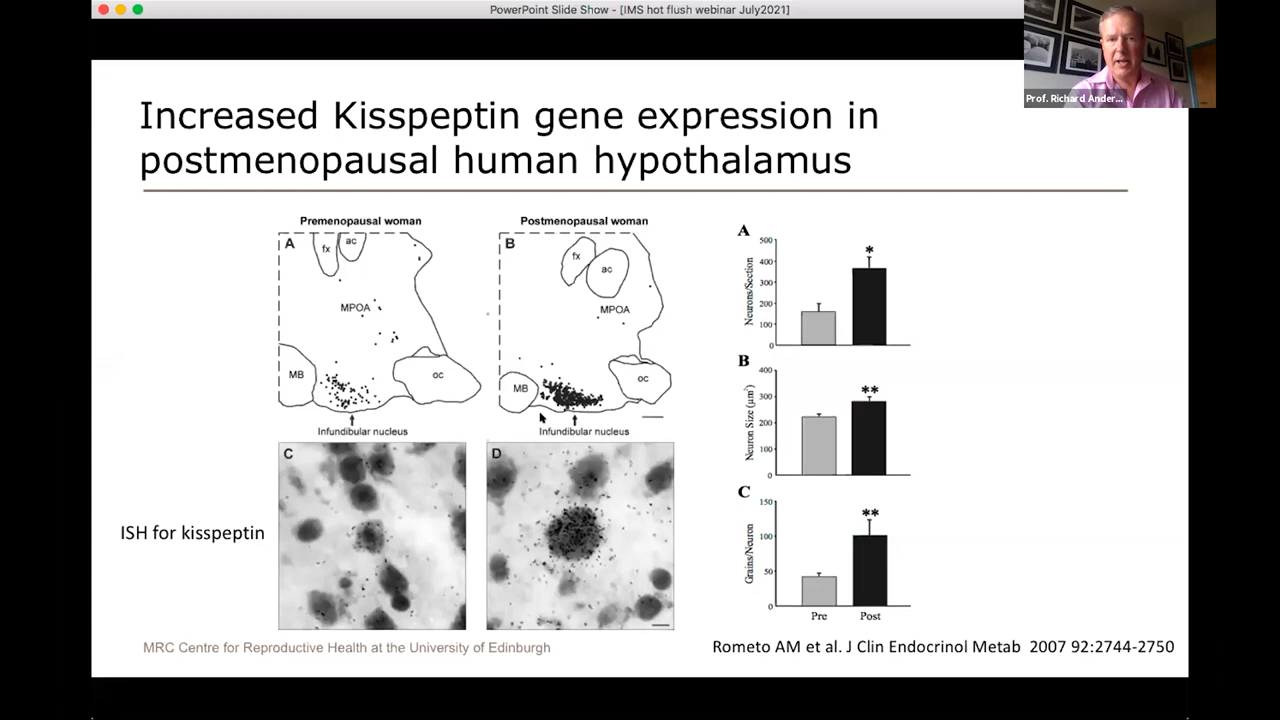 PowerPoint Slide Show - [IMS hot flush webinar July2021]
Prof. Richard Ander...
Increased Kisspeptin gene expression in
postmenopausal human hypothalamus
Premenopausal woman
A
fx
ac
MPOA
MB
oc
Infundibular nucleus
Postmenopausal woman
B
fx
ac
MPOA
MB
oc
Infundibular nucleus
C
D
ISH for kisspeptin
A
Neurons/Section
500
400
300
200
100
0
*
B
Neuron Size (µm²)
400
300
200
100
0
**
C
Grains/Neuron
150
100
50
0
**
Pre
Post
MRC Centre for Reproductive Health at the University of Edinburgh
Rometo AM et al. J Clin Endocrinol Metab 2007 92:2744-2750